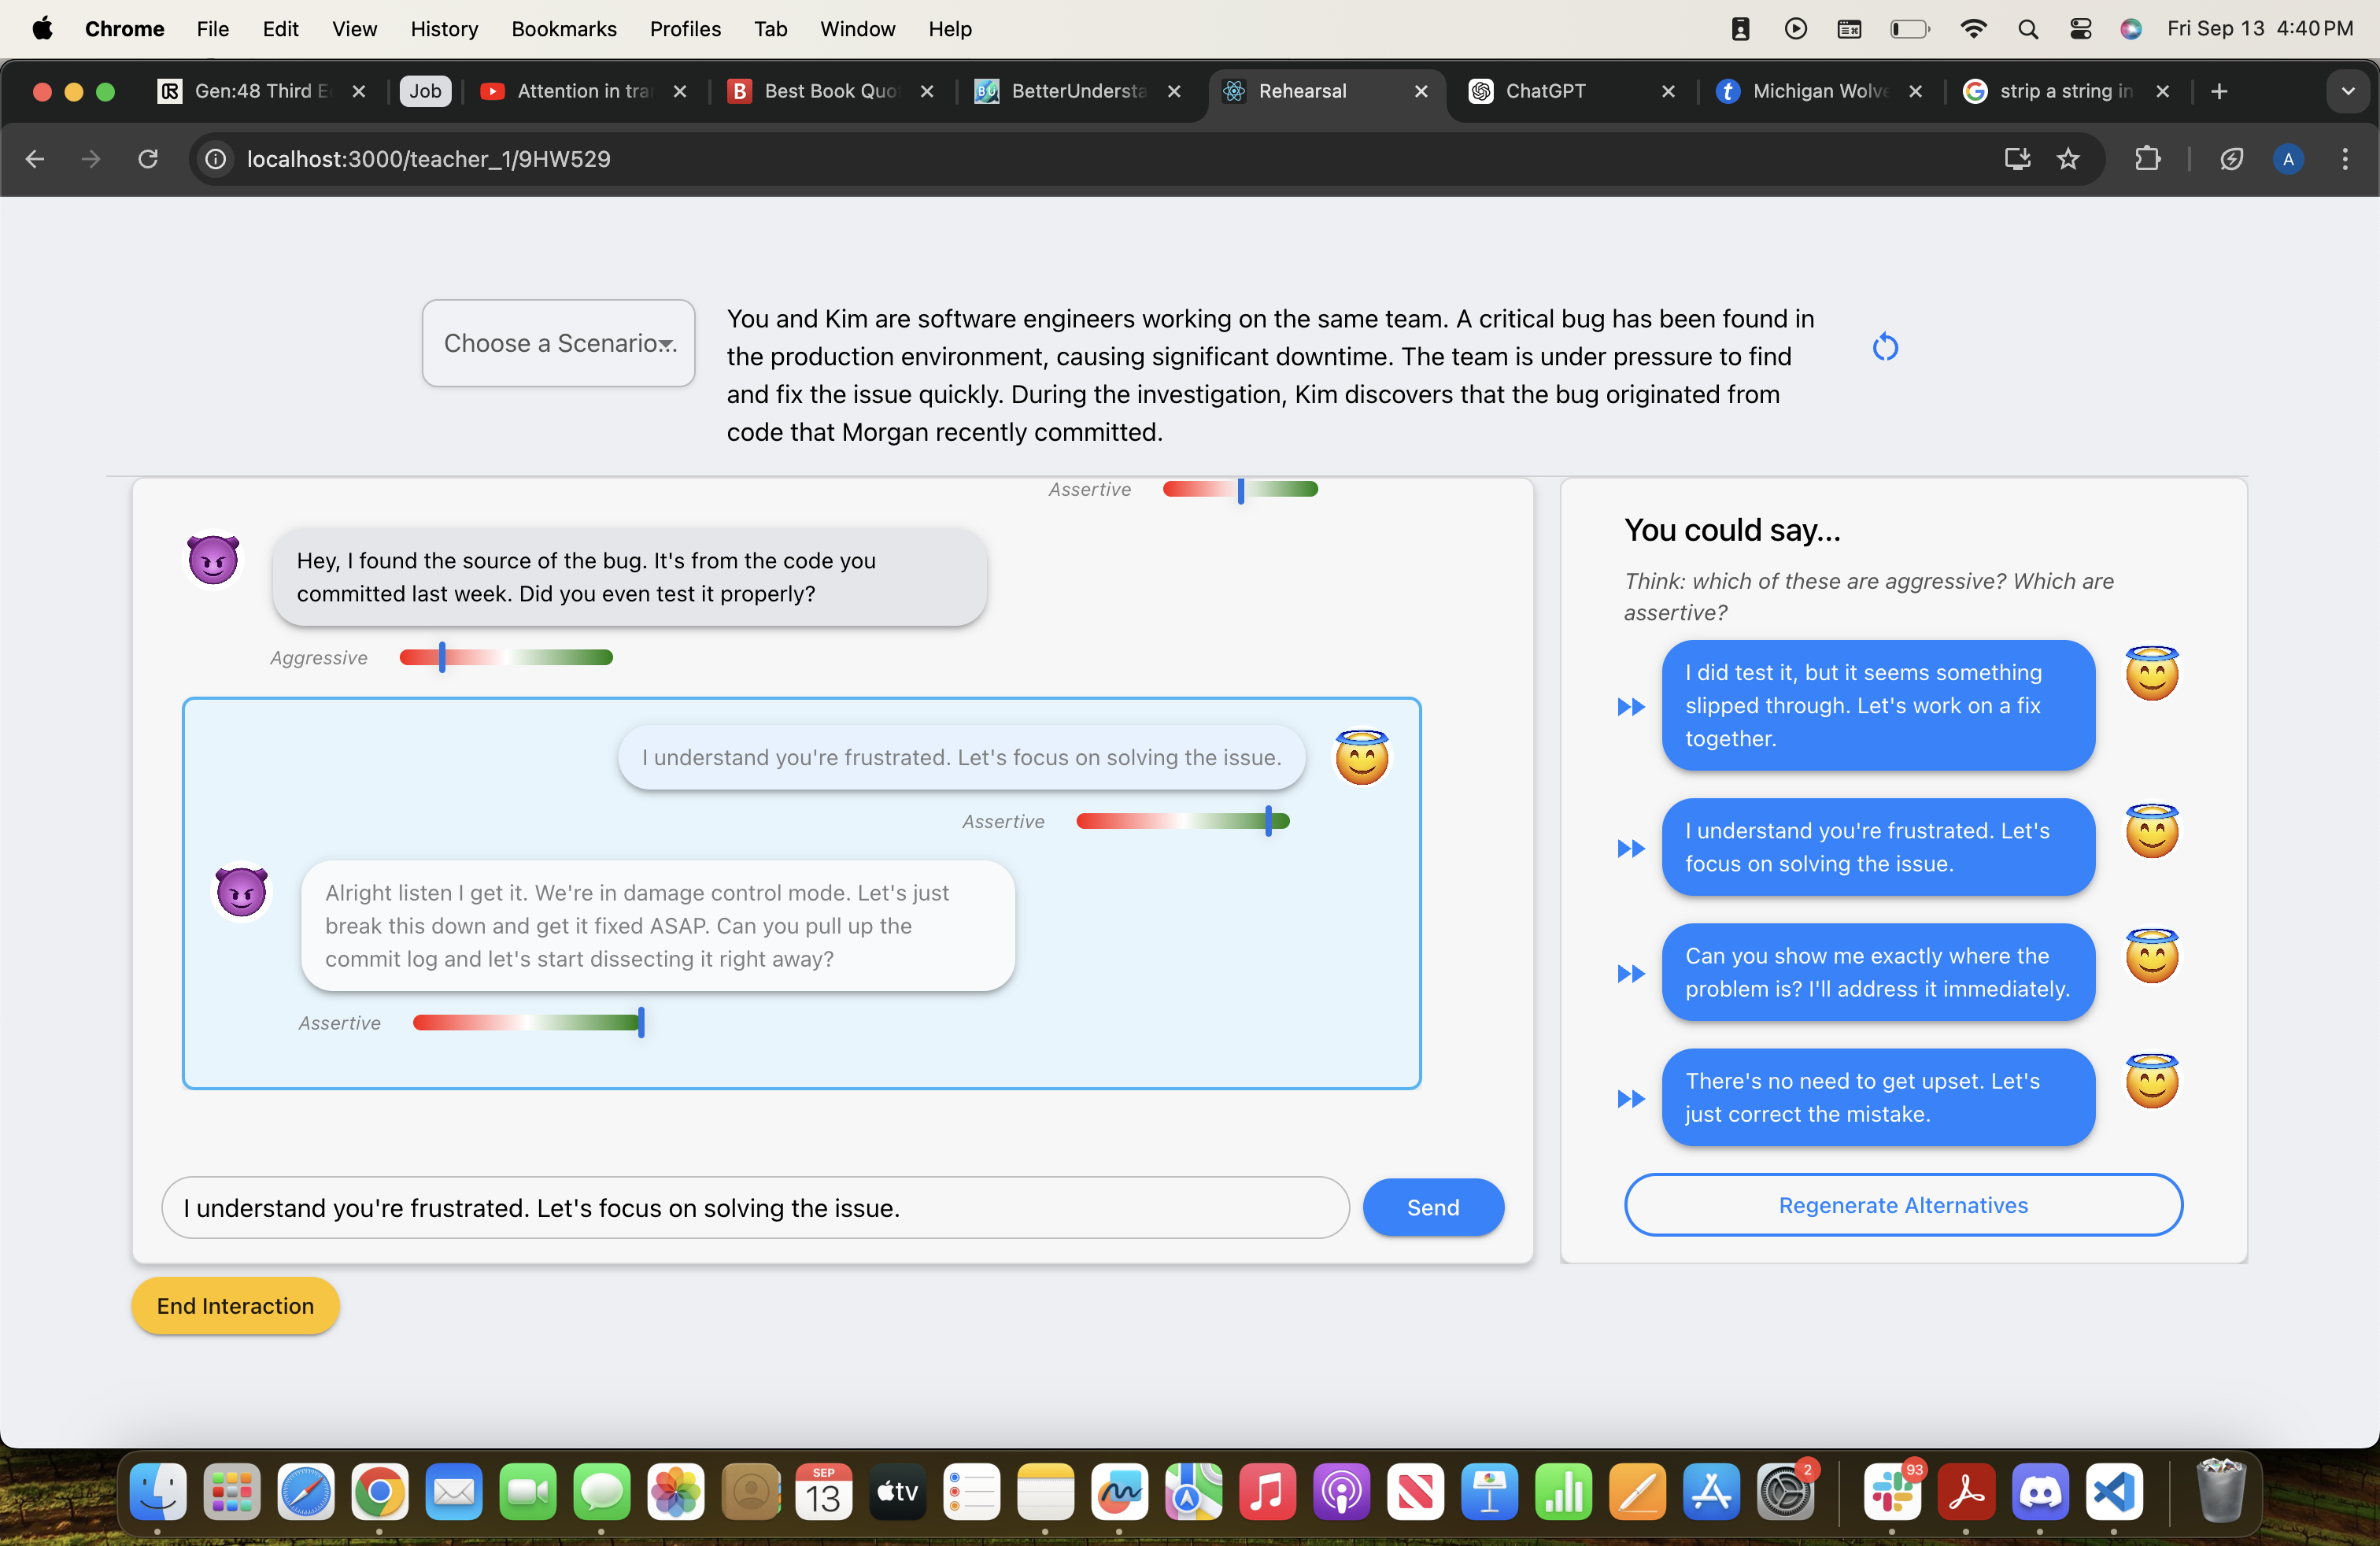 Chrome File Edit View History Bookmarks Profiles Tab Window Help Fri Sep 13 4:40 PM
Gen:48 Third E Job Attention in tra Best Book Quo BetterUndersta Rehearsal ChatGPT Michigan Wolve strip a string in
localhost:3000/teacher_1/9HW529 A
Choose a Scenario...
You and Kim are software engineers working on the same team. A critical bug has been found in
the production environment, causing significant downtime. The team is under pressure to find
and fix the issue quickly. During the investigation, Kim discovers that the bug originated from
code that Morgan recently committed.
Assertive
Hey, I found the source of the bug. It's from the code you
committed last week. Did you even test it properly?
Aggressive
I understand you're frustrated. Let's focus on solving the issue.
Assertive
Alright listen I get it. We're in damage control mode. Let's just
break this down and get it fixed ASAP. Can you pull up the
commit log and let's start dissecting it right away?
Assertive
I understand you're frustrated. Let's focus on solving the issue.
Send
End Interaction
You could say...
Think: which of these are aggressive? Which are
assertive?
I did test it, but it seems something
slipped through. Let's work on a fix
together.
I understand you're frustrated. Let's
focus on solving the issue.
Can you show me exactly where the
problem is? I'll address it immediately.
There's no need to get upset. Let's
just correct the mistake.
Regenerate Alternatives
SEP
13
tv
2
93